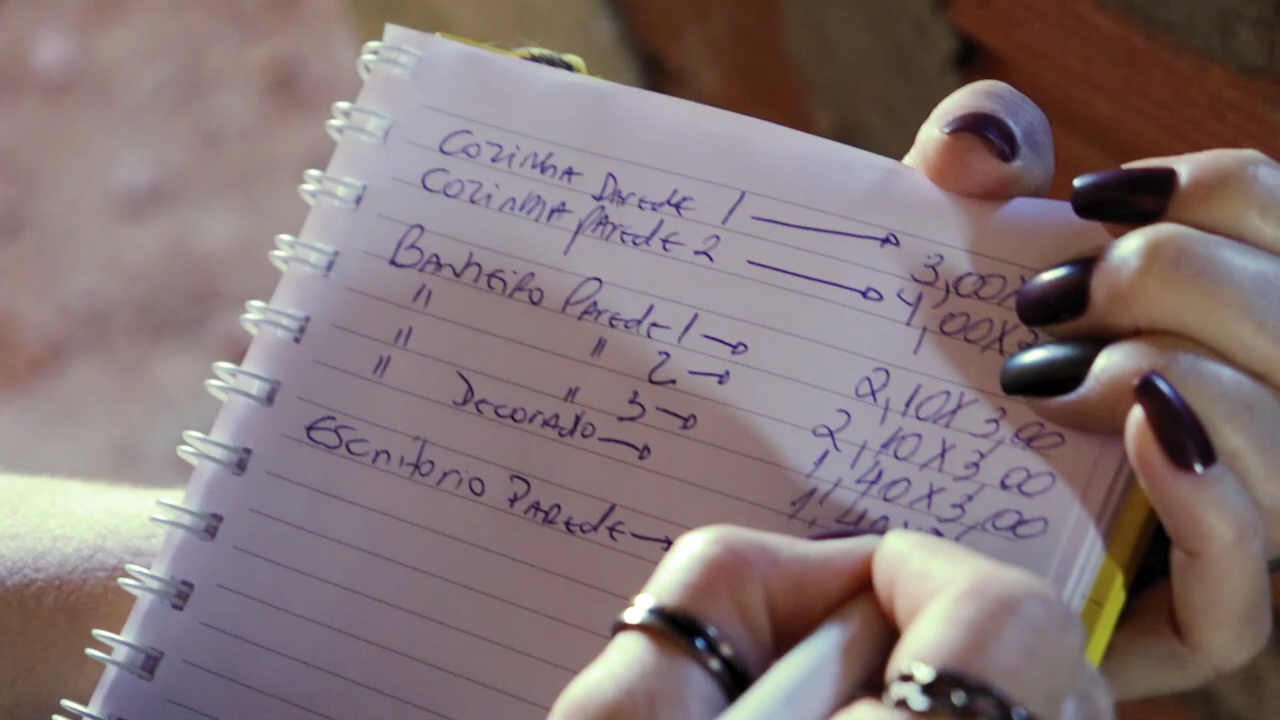 Cozinha Parede 1 → 3,00X
Cozinha parede 2 → 4,00X3
Banheiro Parede 1 → 2,10X3,00
" " 2 → 2,10X3,00
" " 3 → 1,40X3,00
" Decorado → 1,40
Escritorio Parede →